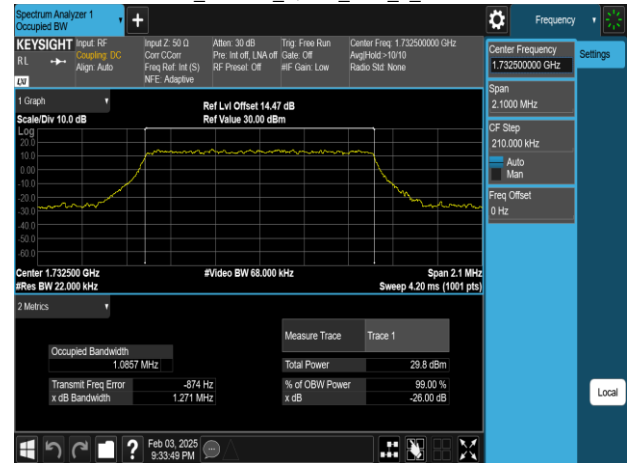 Spectrum Analyzer 1
Occupied BW
+
Frequency
KEYSIGHT
RL
LXI
Input: RF
Coupling: DC
Align: Auto
Input Z: 50 Ω
Corr CCorr
Freq Ref: Int (S)
NFE: Adaptive
Atten: 30 dB
Pre: Int off, LNA off
RF Preset: Off
Trig: Free Run
Gate: Off
#IF Gain: Low
Center Freq: 1.732500000 GHz
Avg|Hold:>10/10
Radio Std: None
Center Frequency
1.732500000 GHz
Settings
Span
2.1000 MHz
CF Step
210.000 kHz
Auto
Man
Freq Offset
0 Hz
1 Graph
Scale/Div 10.0 dB
Ref Lvl Offset 14.47 dB
Ref Value 30.00 dBm
Log
20.0
10.0
0.00
-10.0
-20.0
-30.0
-40.0
-50.0
-60.0
Center 1.732500 GHz
#Res BW 22.000 kHz
#Video BW 68.000 kHz
Span 2.1 MHz
Sweep 4.20 ms (1001 pts)
2 Metrics
Measure Trace Trace 1
Occupied Bandwidth
1.0857 MHz
Total Power 29.8 dBm
Transmit Freq Error -874 Hz
x dB Bandwidth 1.271 MHz
% of OBW Power 99.00 %
x dB -26.00 dB
Local
?
Feb 03, 2025
9:33:49 PM